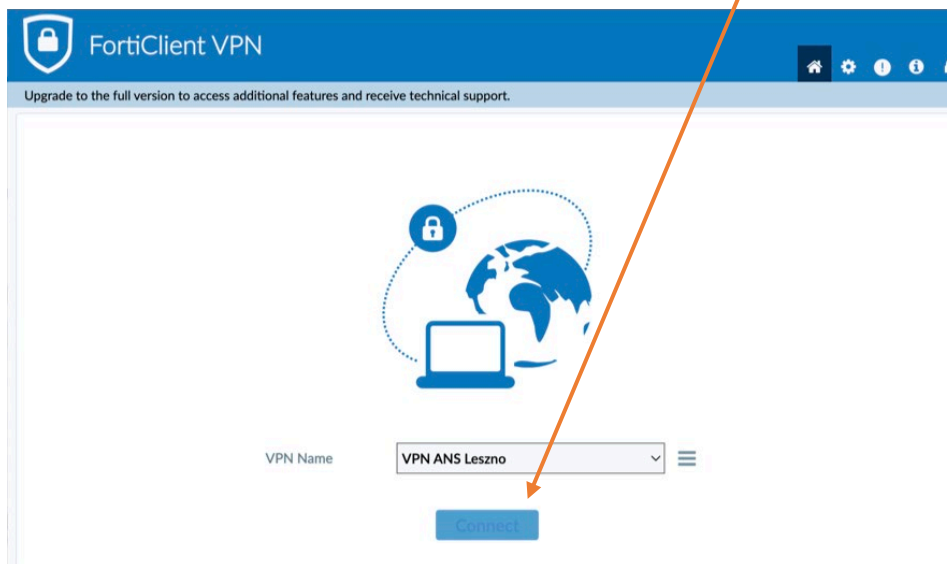 FortiClient VPN
Upgrade to the full version to access additional features and receive technical support.
VPN Name
VPN ANS Leszno
Connect